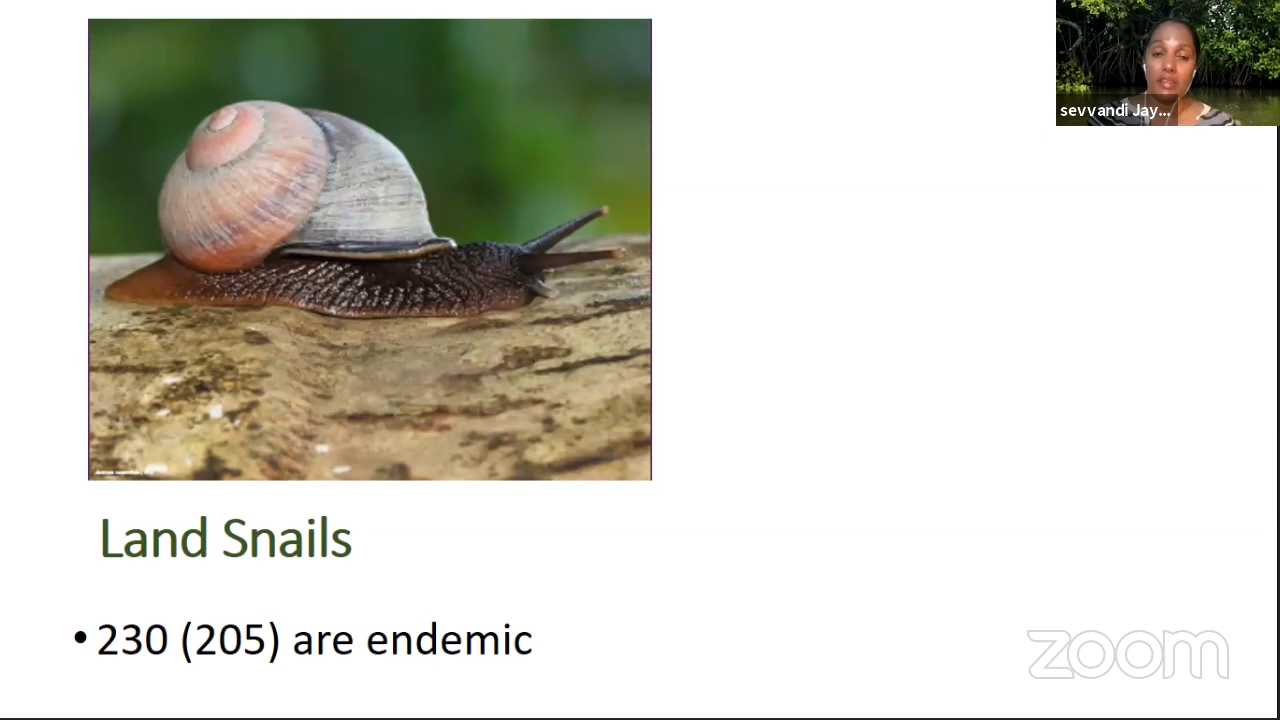 sevvandi Jay...
Land Snails
• 230 (205) are endemic
zoom